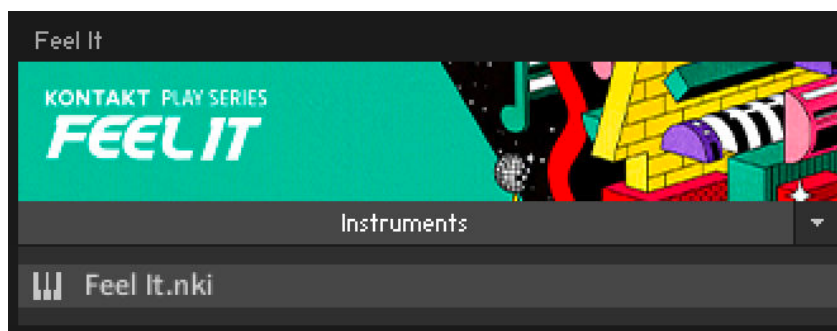 Feel It
KONTAKT PLAY SERIES
FEEL IT
Instruments
Feel It.nki